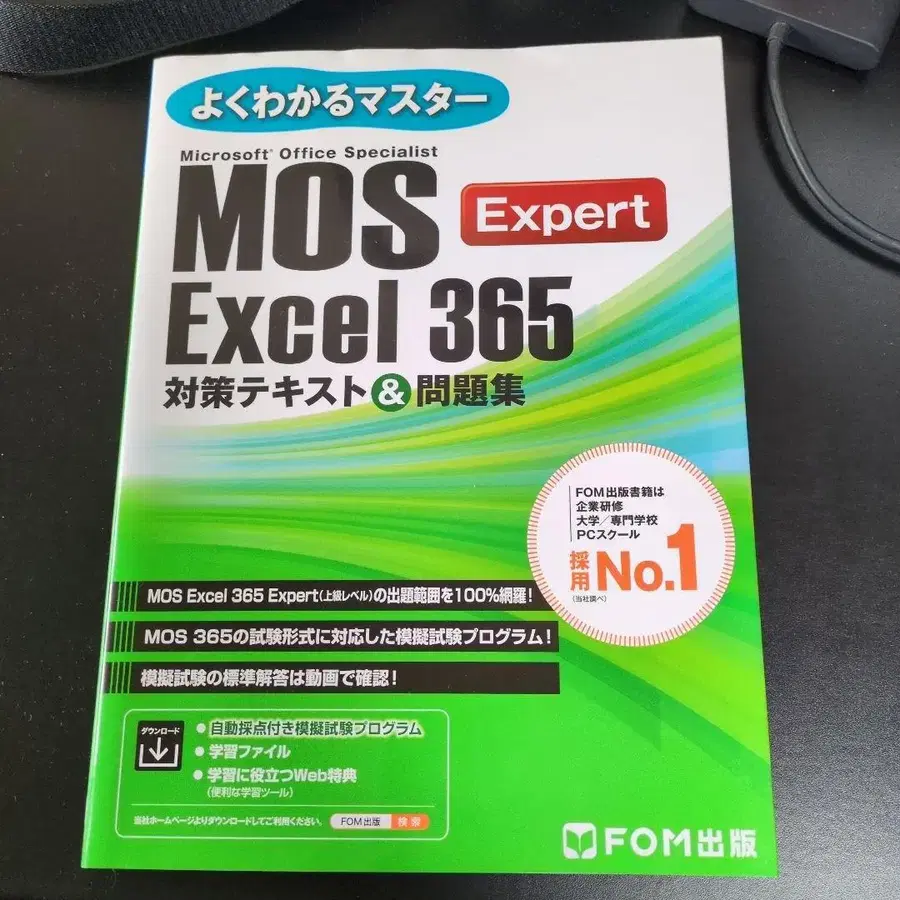 よくわかるマスター
Microsoft® Office Specialist
MOS
Expert
Excel 365
対策テキスト&問題集
FOM出版書籍は
企業研修
大学/専門学校
PCスクール
採用 No.1
(当社調べ)
MOS Excel 365 Expert(上級レベル)の出題範囲を100%網羅!
MOS 365の試験形式に対応した模擬試験プログラム!
模擬試験の標準解答は動画で確認!
ダウンロード
● 自動採点付き模擬試験プログラム
● 学習ファイル
● 学習に役立つWeb特典
(便利な学習ツール)
当社ホームページよりダウンロードしてご利用ください。 FOM出版 検索
FOM出版